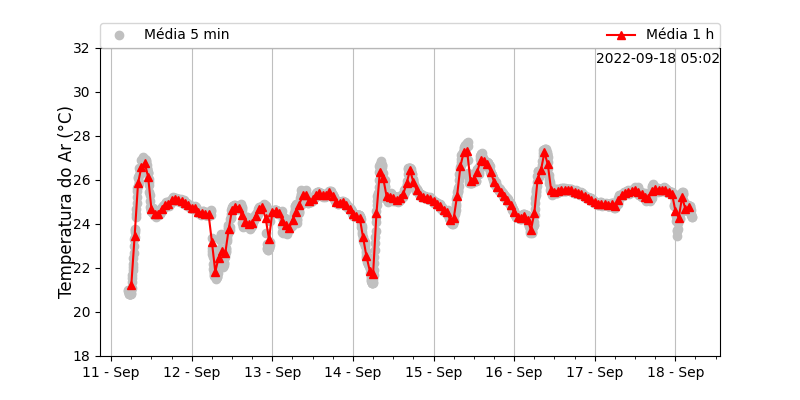 Média 5 min
Média 1 h
2022-09-18 05:02
Temperatura do Ar (°C)
32
30
28
26
24
22
20
18
11 - Sep
12 - Sep
13 - Sep
14 - Sep
15 - Sep
16 - Sep
17 - Sep
18 - Sep